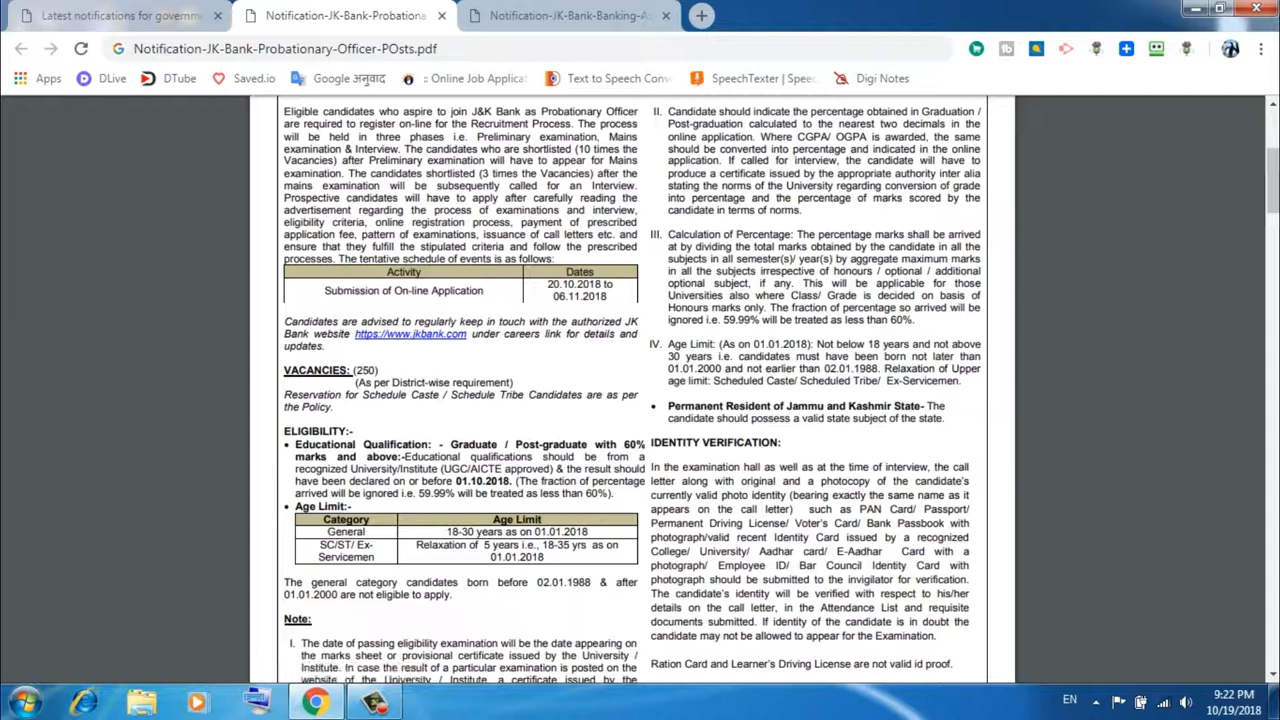 Latest notifications for governm
Notification-JK-Bank-Probationa
Notification-JK-Bank-Banking-As
Notification-JK-Bank-Probationary-Officer-POsts.pdf
Apps
DLive
DTube
Saved.io
Google अनुवाद
:: Online Job Applicat
Text to Speech Conv
SpeechTexter | Spee
Digi Notes
Eligible candidates who aspire to join J&K Bank as Probationary Officer
are required to register on-line for the Recruitment Process. The process
will be held in three phases i.e. Preliminary examination, Mains
examination & Interview. The candidates who are shortlisted (10 times the
Vacancies) after Preliminary examination will have to appear for Mains
examination. The candidates shortlisted (3 times the Vacancies) after the
mains examination will be subsequently called for an Interview.
Prospective candidates will have to apply after carefully reading the
advertisement regarding the process of examinations and interview,
eligibility criteria, online registration process, payment of prescribed
application fee, pattern of examinations, issuance of call letters etc. and
ensure that they fulfill the stipulated criteria and follow the prescribed
processes. The tentative schedule of events is as follows:
Activity Dates
Submission of On-line Application 20.10.2018 to
06.11.2018
Candidates are advised to regularly keep in touch with the authorized JK
Bank website https://www.jkbank.com under careers link for details and
updates.
VACANCIES: (250)
(As per District-wise requirement)
Reservation for Schedule Caste / Schedule Tribe Candidates are as per
the Policy.
ELIGIBILITY:-
• Educational Qualification: - Graduate / Post-graduate with 60%
marks and above:-Educational qualifications should be from a
recognized University/Institute (UGC/AICTE approved) & the result should
have been declared on or before 01.10.2018. (The fraction of percentage
arrived will be ignored i.e. 59.99% will be treated as less than 60%).
• Age Limit:-
Category Age Limit
General 18-30 years as on 01.01.2018
SC/ST/ Ex-
Servicemen Relaxation of 5 years i.e., 18-35 yrs as on
01.01.2018
The general category candidates born before 02.01.1988 & after
01.01.2000 are not eligible to apply.
Note:
I. The date of passing eligibility examination will be the date appearing on
the marks sheet or provisional certificate issued by the University /
Institute. In case the result of a particular examination is posted on the
website of the University / Institute, a certificate issued by the
II. Candidate should indicate the percentage obtained in Graduation /
Post-graduation calculated to the nearest two decimals in the
online application. Where CGPA/ OGPA is awarded, the same
should be converted into percentage and indicated in the online
application. If called for interview, the candidate will have to
produce a certificate issued by the appropriate authority inter alia
stating the norms of the University regarding conversion of grade
into percentage and the percentage of marks scored by the
candidate in terms of norms.
III. Calculation of Percentage: The percentage marks shall be arrived
at by dividing the total marks obtained by the candidate in all the
subjects in all semester(s)/ year(s) by aggregate maximum marks
in all the subjects irrespective of honours / optional / additional
optional subject, if any. This will be applicable for those
Universities also where Class/ Grade is decided on basis of
Honours marks only. The fraction of percentage so arrived will be
ignored i.e. 59.99% will be treated as less than 60%.
IV. Age Limit: (As on 01.01.2018): Not below 18 years and not above
30 years i.e. candidates must have been born not later than
01.01.2000 and not earlier than 02.01.1988. Relaxation of Upper
age limit: Scheduled Caste/ Scheduled Tribe/ Ex-Servicemen.
• Permanent Resident of Jammu and Kashmir State- The
candidate should possess a valid state subject of the state.
IDENTITY VERIFICATION:
In the examination hall as well as at the time of interview, the call
letter along with original and a photocopy of the candidate's
currently valid photo identity (bearing exactly the same name as it
appears on the call letter) such as PAN Card/ Passport/
Permanent Driving License/ Voter's Card/ Bank Passbook with
photograph/valid recent Identity Card issued by a recognized
College/ University/ Aadhar card/ E-Aadhar Card with a
photograph/ Employee ID/ Bar Council Identity Card with
photograph should be submitted to the invigilator for verification.
The candidate's identity will be verified with respect to his/her
details on the call letter, in the Attendance List and requisite
documents submitted. If identity of the candidate is in doubt the
candidate may not be allowed to appear for the Examination.
Ration Card and Learner's Driving License are not valid id proof.
EN
9:22 PM
10/19/2018